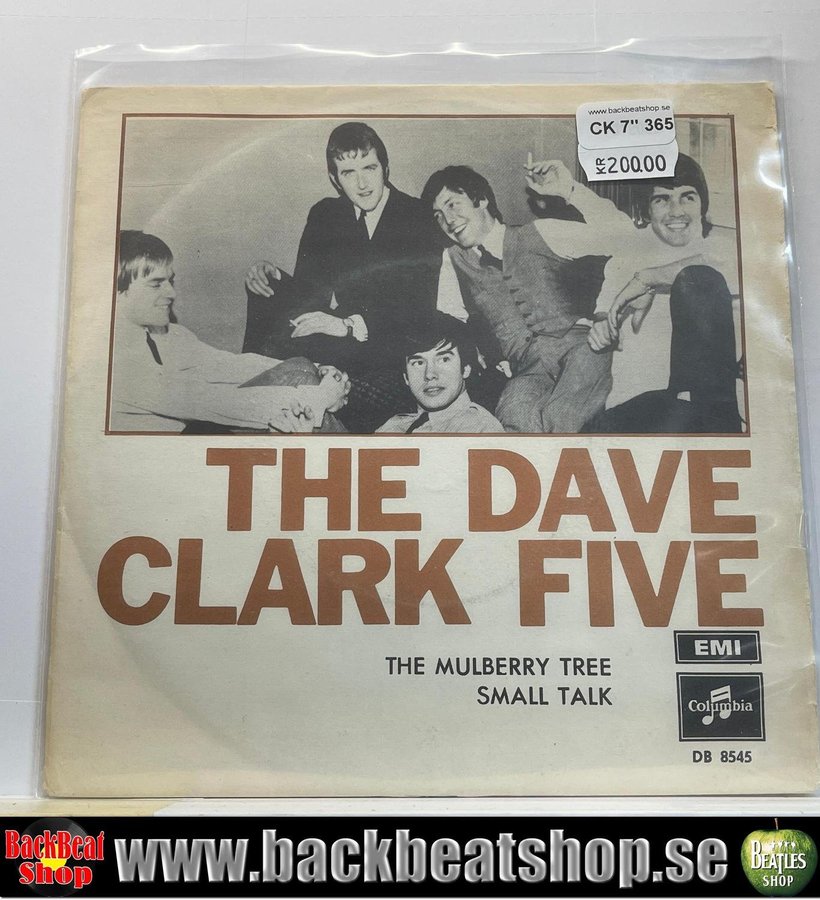 www.backbeatshop.se
CK 7" 365
KR 200.00
THE DAVE
CLARK FIVE
THE MULBERRY TREE
SMALL TALK
EMI
Columbia
DB 8545
BackBeat
Shop
www.backbeatshop.se
THE
BEATLES
SHOP